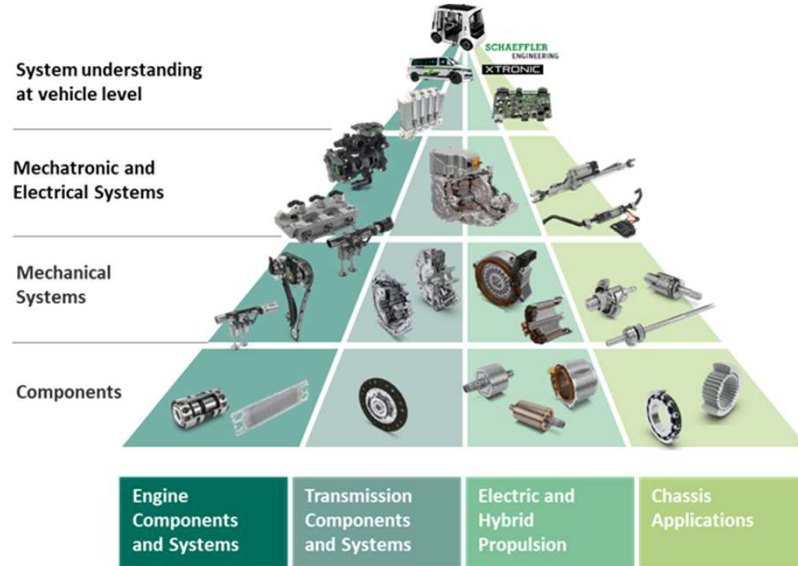 SCHAEFFLER
ENGINEERING
XTRONIC
System understanding
at vehicle level
Mechatronic and
Electrical Systems
Mechanical
Systems
Components
Engine
Components
and Systems
Transmission
Components
and Systems
Electric and
Hybrid
Propulsion
Chassis
Applications